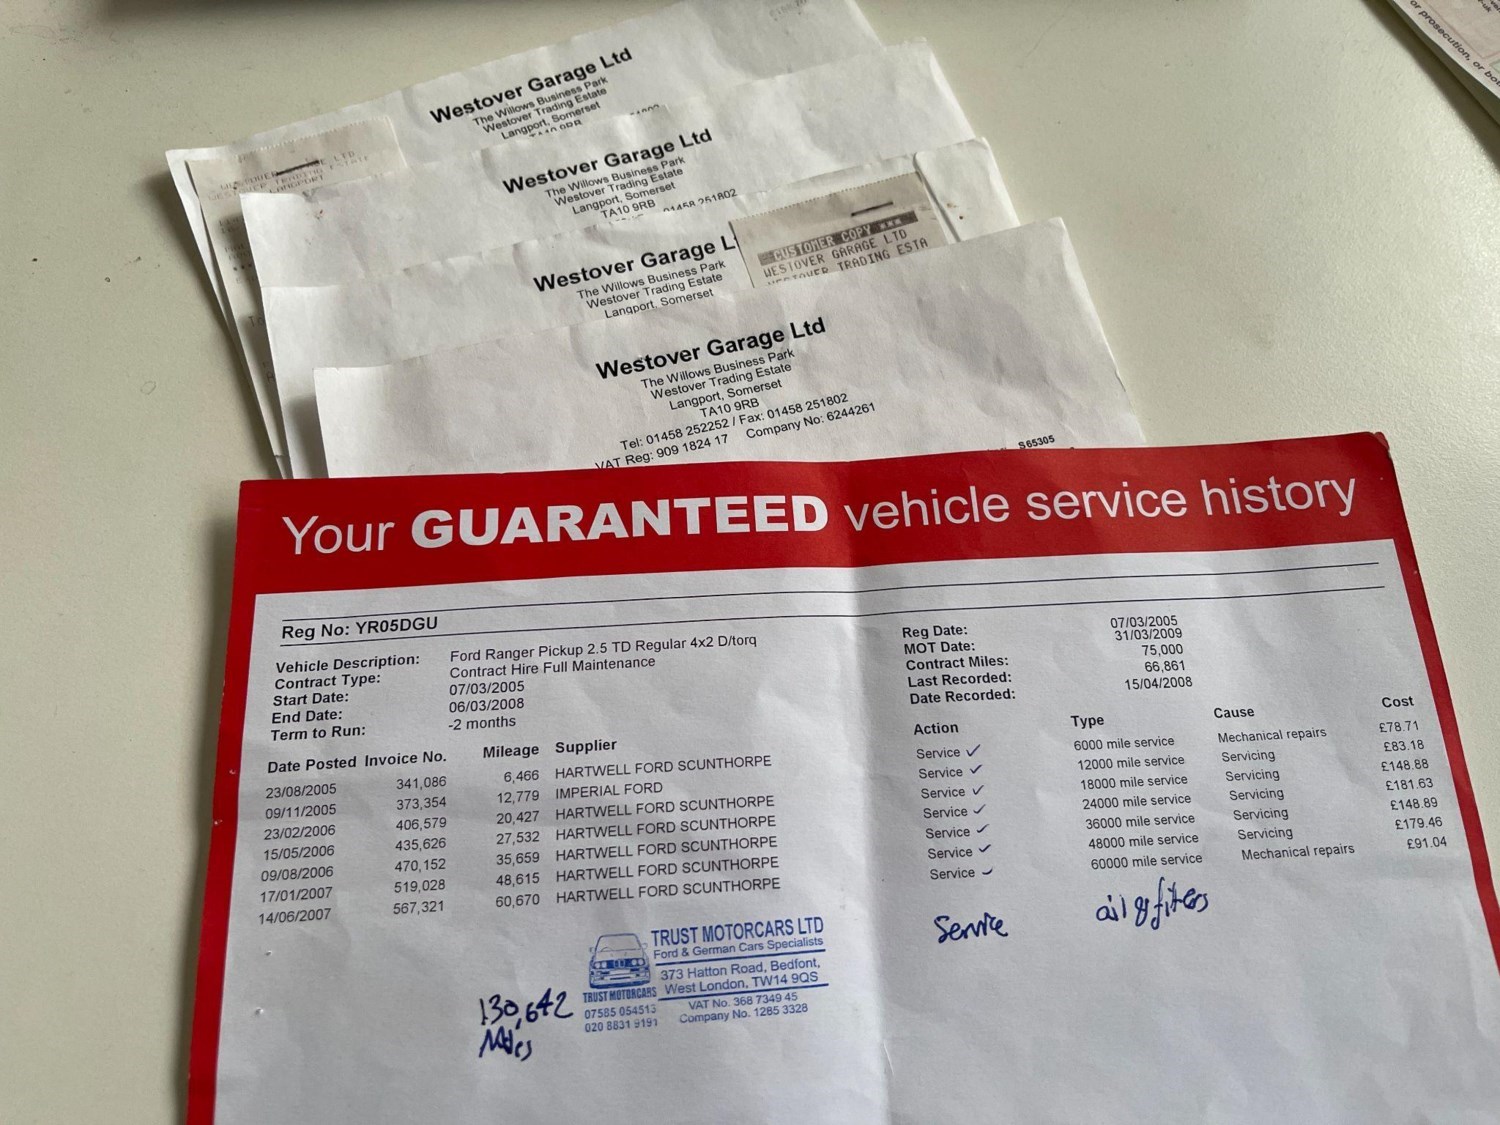 Westover Garage Ltd
The Willows Business Park
Westover Trading Estate
Langport, Somerset
TA10 9RB
Westover Garage Ltd
The Willows Business Park
Westover Trading Estate
Langport, Somerset
TA10 9RB
01458 251802
LANGPORT
Westover Garage L
The Willows Business Park
Westover Trading Estate
Langport, Somerset
CUSTOMER COPY ***
WESTOVER GARAGE LTD
WESTOVER TRADING ESTA
Westover Garage Ltd
The Willows Business Park
Westover Trading Estate
Langport, Somerset
TA10 9RB
Tel: 01458 252252 / Fax: 01458 251802
VAT Reg: 909 1824 17 Company No: 6244261
S65305
or prosecution, or
Your GUARANTEED vehicle service history
Reg No: YR05DGU
Vehicle Description: Ford Ranger Pickup 2.5 TD Regular 4x2 D/torq
Contract Type: Contract Hire Full Maintenance
Start Date: 07/03/2005
End Date: 06/03/2008
Term to Run: -2 months
Reg Date: 07/03/2005
MOT Date: 31/03/2009
Contract Miles: 75,000
Last Recorded: 66,861
Date Recorded: 15/04/2008
Date Posted Invoice No. Mileage Supplier Action Type Cause Cost
23/08/2005 341,086 6,466 HARTWELL FORD SCUNTHORPE Service ✓ 6000 mile service Mechanical repairs £78.71
09/11/2005 373,354 12,779 IMPERIAL FORD Service ✓ 12000 mile service Servicing £83.18
23/02/2006 406,579 20,427 HARTWELL FORD SCUNTHORPE Service ✓ 18000 mile service Servicing £148.88
15/05/2006 435,626 27,532 HARTWELL FORD SCUNTHORPE Service ✓ 24000 mile service Servicing £181.63
09/08/2006 470,152 35,659 HARTWELL FORD SCUNTHORPE Service ✓ 36000 mile service Servicing £148.89
17/01/2007 519,028 48,615 HARTWELL FORD SCUNTHORPE Service ✓ 48000 mile service Servicing £179.46
14/06/2007 567,321 60,670 HARTWELL FORD SCUNTHORPE Service ✓ 60000 mile service Mechanical repairs £91.04
Service oil & filters
130,642
Miles
TRUST MOTORCARS LTD
Ford & German Cars Specialists
373 Hatton Road, Bedfont,
West London, TW14 9QS
VAT No. 368 7349 45
Company No. 1285 3328
TRUST MOTORCARS
07585 054513
020 8831 9191